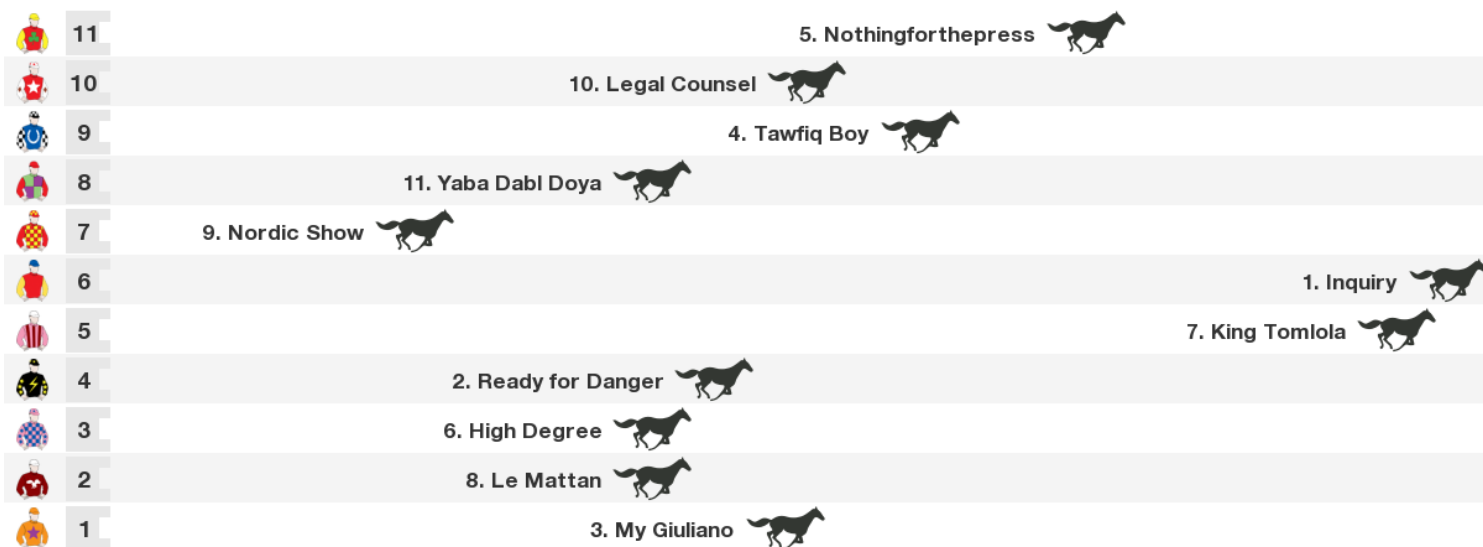 11 5. Nothingforthepress
10 10. Legal Counsel
9 4. Tawfiq Boy
8 11. Yaba Dabl Doya
7 9. Nordic Show
6 1. Inquiry
5 7. King Tomlola
4 2. Ready for Danger
3 6. High Degree
2 8. Le Mattan
1 3. My Giuliano